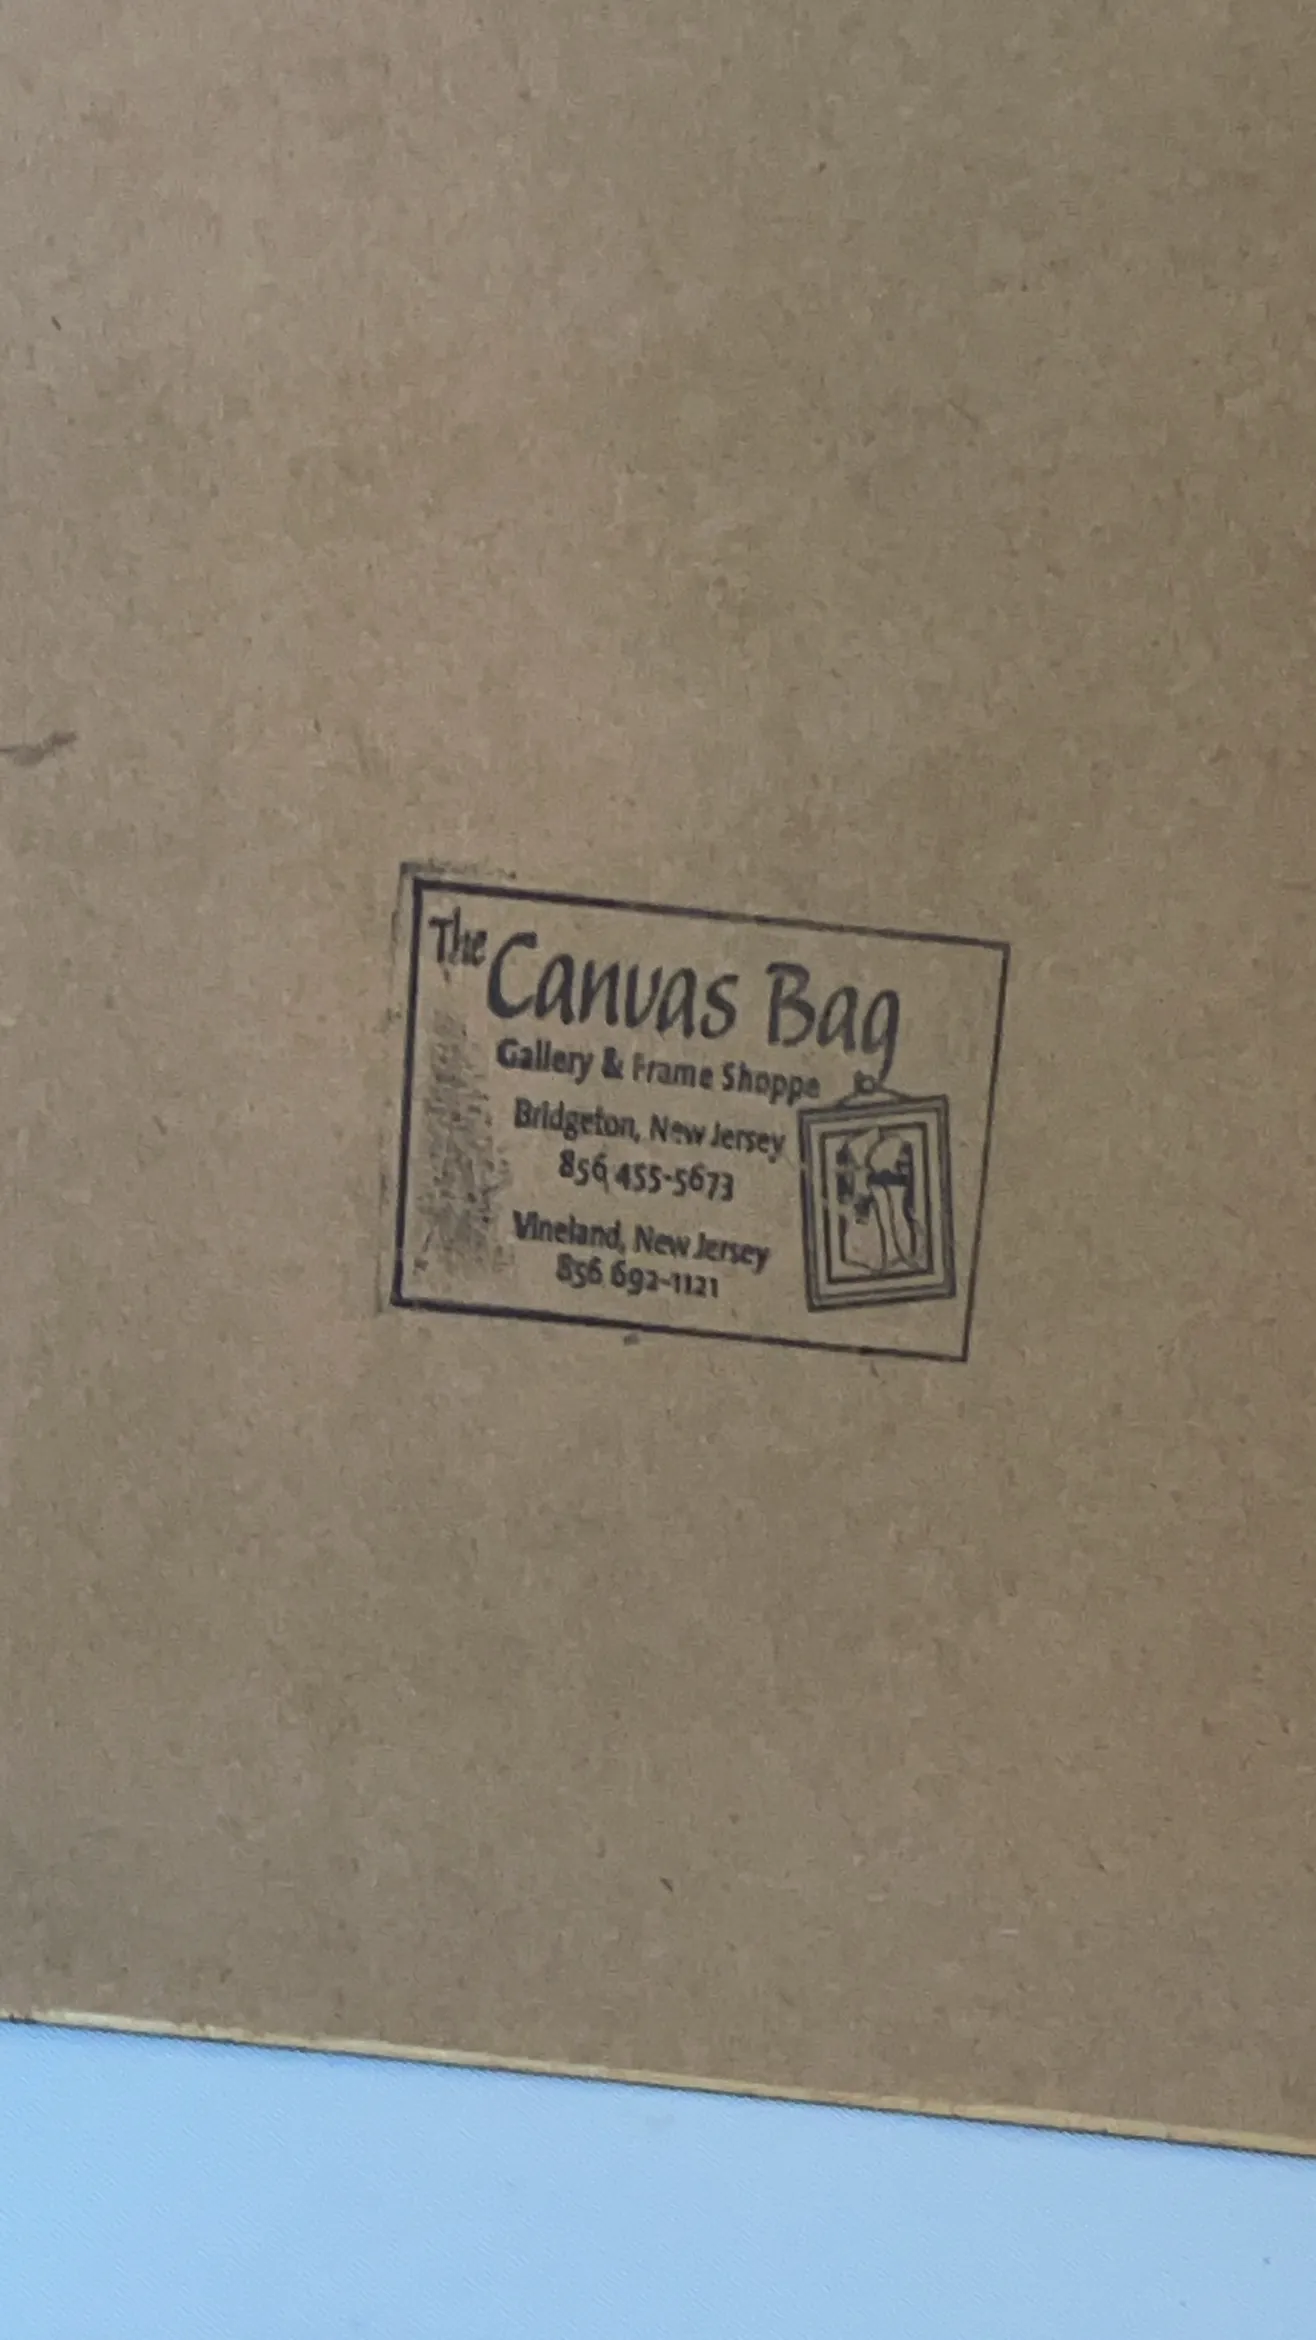 The Canvas Bag
Gallery & Frame Shoppe
Bridgeton, New Jersey
856 455-5673
Vineland, New Jersey
856 692-1121